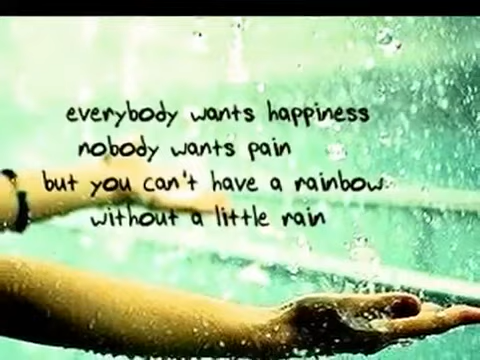 everybody wants happiness
nobody wants pain
but you can't have a rainbow
without a little rain